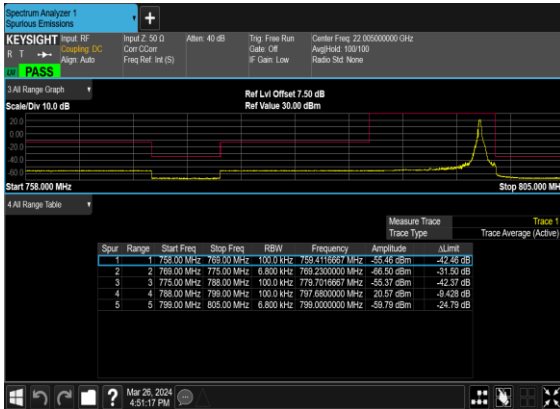 Spectrum Analyzer 1
Spurious Emissions
+
KEYSIGHT Input: RF Input Z: 50 Ω Atten: 40 dB Trig: Free Run Center Freq: 22.005000000 GHz
R T Coupling: DC Corr CCorr Gate: Off Avg|Hold: 100/100
Align: Auto Freq Ref: Int (S) IF Gain: Low Radio Std: None
PASS
3 All Range Graph Ref Lvl Offset 7.50 dB
Scale/Div 10.0 dB Ref Value 30.00 dBm
20.0
0.00
-20.0
-40.0
-60.0
Start 758.000 MHz Stop 805.000 MH
4 All Range Table
Measure Trace Trace 1
Trace Type Trace Average (Active)
Spur Range Start Freq Stop Freq RBW Frequency Amplitude ΔLimit
1 1 758.00 MHz 769.00 MHz 100.0 kHz 759.4116667 MHz -55.46 dBm -42.46 dB
2 2 769.00 MHz 775.00 MHz 6.800 kHz 769.2300000 MHz -66.50 dBm -31.50 dB
3 3 775.00 MHz 788.00 MHz 100.0 kHz 779.7016667 MHz -55.37 dBm -42.37 dB
4 4 788.00 MHz 799.00 MHz 100.0 kHz 797.6800000 MHz 20.57 dBm -9.428 dB
5 5 799.00 MHz 805.00 MHz 6.800 kHz 799.0000000 MHz -59.79 dBm -24.79 dB
? Mar 26, 2024
4:51:17 PM